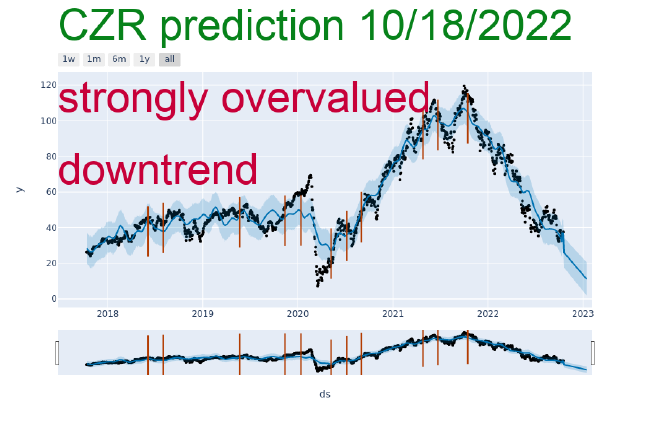 CZR prediction 10/18/2022
1w 1m 6m 1y all
strongly overvalued
downtrend
y
120
100
80
60
40
20
0
2018 2019 2020 2021 2022 2023
ds